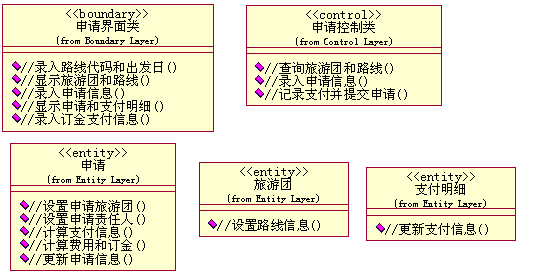 <<boundary>>
申请界面类
(from Boundary Layer)
//录入路线代码和出发日()
//显示旅游团和路线()
//录入申请信息()
//显示申请和支付明细()
//录入订金支付信息()
<<control>>
申请控制类
(from Control Layer)
//查询旅游团和路线()
//录入申请信息()
//记录支付并提交申请()
<<entity>>
申请
(from Entity Layer)
//设置申请旅游团()
//设置申请责任人()
//计算支付信息()
//计算费用和订金()
//更新申请信息()
<<entity>>
旅游团
(from Entity Layer)
//设置路线信息()
<<entity>>
支付明细
(from Entity Layer)
//更新支付信息()